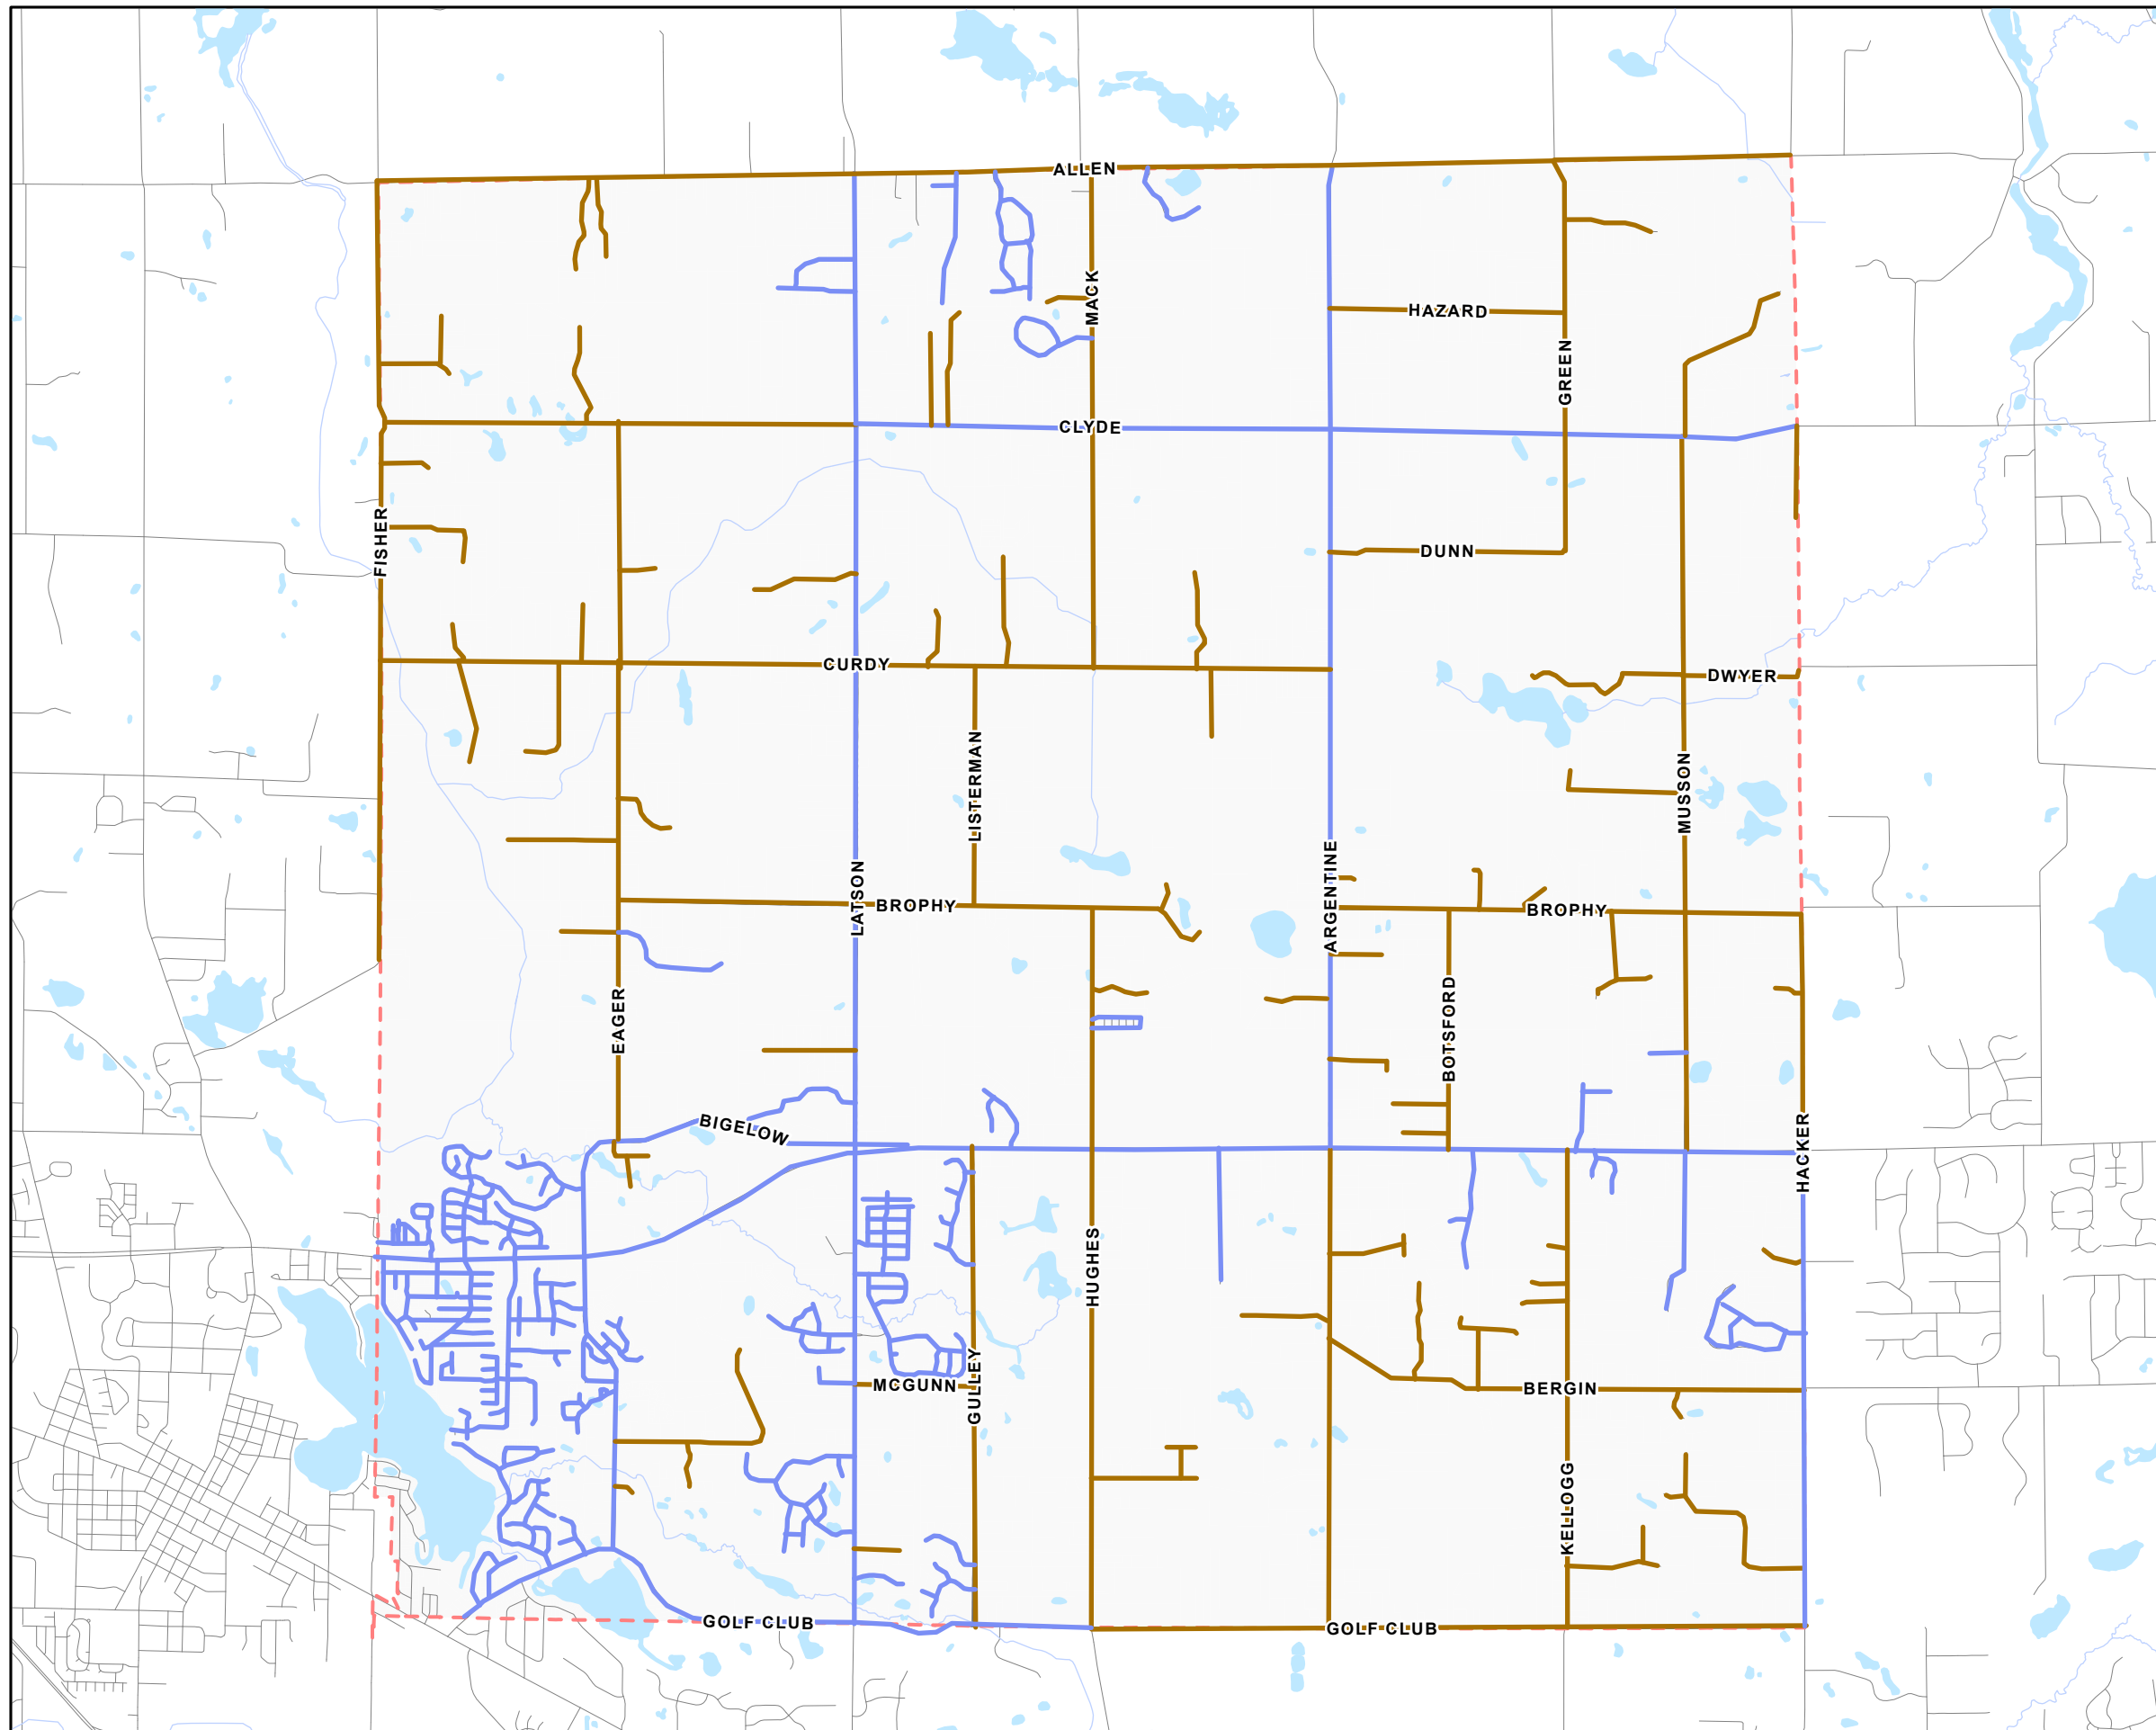 ALLEN
MACK
HAZARD
GREEN
CLYDE
FISHER
DUNN
CURDY
DWYER
LISTERMAN
MUSSON
LATSON
ARGENTINE
BROPHY
BROPHY
EAGER
BOTSFORD
BIGELOW
HACKER
HUGHES
MCGUNN
GULLEY
BERGIN
KELLOGG
GOLF CLUB
GOLF CLUB